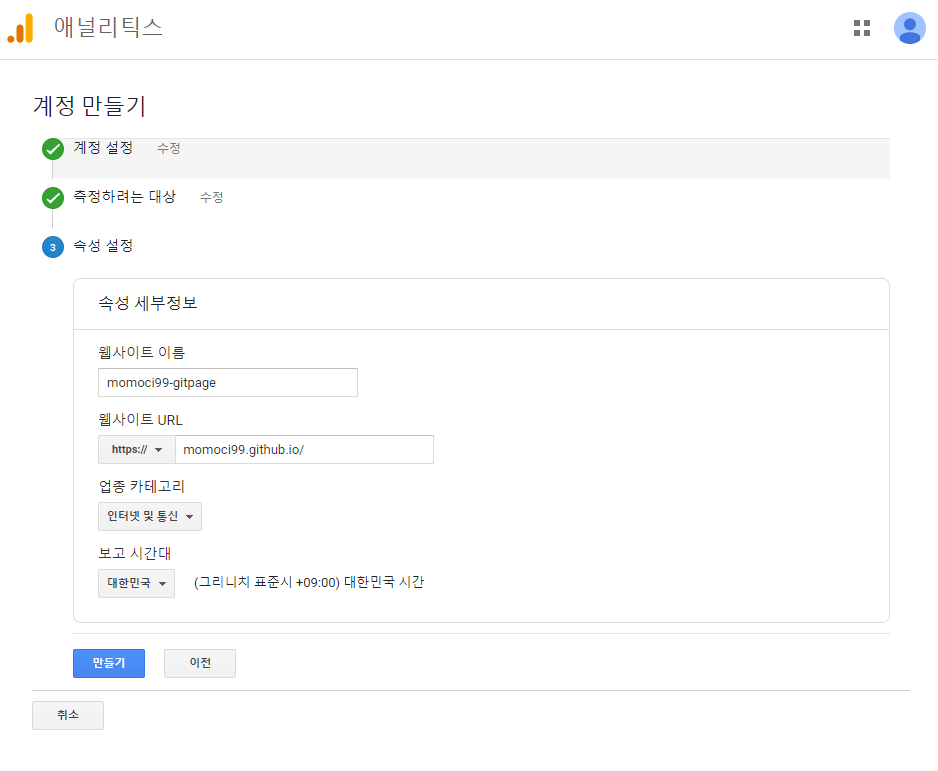 애널리틱스
계정 만들기
계정 설정 수정
측정하려는 대상 수정
3 속성 설정
속성 세부정보
웹사이트 이름
momoci99-gitpage
웹사이트 URL
https:// momoci99.github.io/
업종 카테고리
인터넷 및 통신
보고 시간대
대한민국 (그리니치 표준시 +09:00) 대한민국 시간
만들기 이전
취소